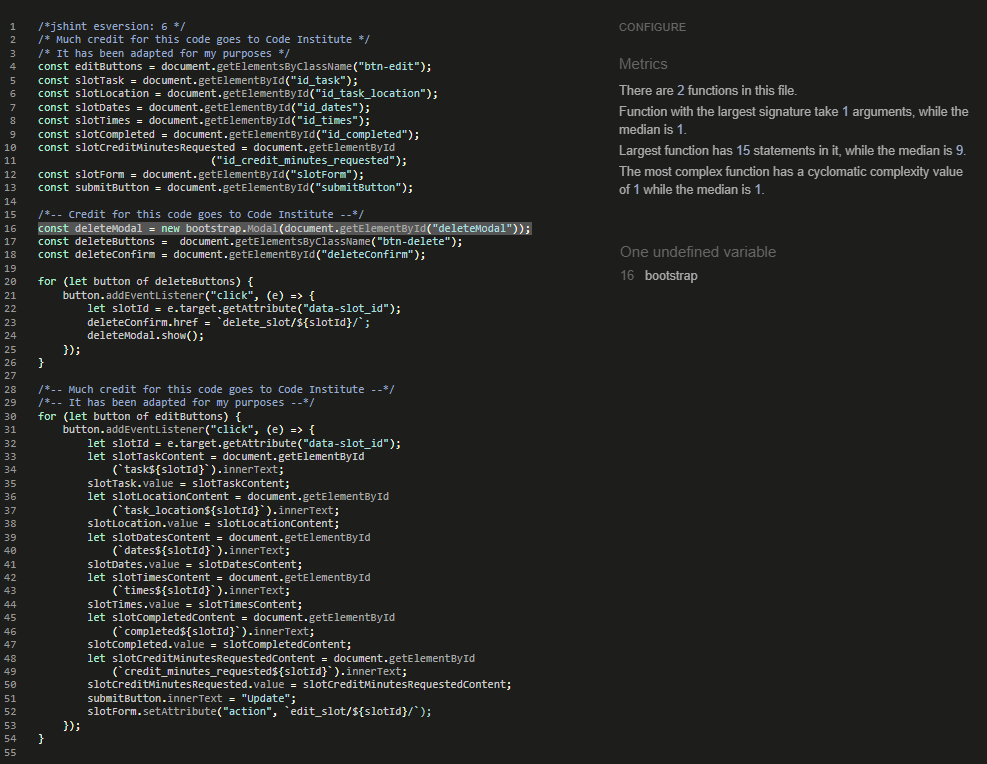 1 /*jshint esversion: 6 */
2 /* Much credit for this code goes to Code Institute */
3 /* It has been adapted for my purposes */
4 const editButtons = document.getElementsByClassName("btn-edit");
5 const slotTask = document.getElementById("id_task");
6 const slotLocation = document.getElementById("id_task_location");
7 const slotDates = document.getElementById("id_dates");
8 const slotTimes = document.getElementById("id_times");
9 const slotCompleted = document.getElementById("id_completed");
10 const slotCreditMinutesRequested = document.getElementById
11 ("id_credit_minutes_requested");
12 const slotForm = document.getElementById("slotForm");
13 const submitButton = document.getElementById("submitButton");
14
15 /*-- Credit for this code goes to Code Institute --*/
16 const deleteModal = new bootstrap.Modal(document.getElementById("deleteModal"));
17 const deleteButtons =  document.getElementsByClassName("btn-delete");
18 const deleteConfirm = document.getElementById("deleteConfirm");
19
20 for (let button of deleteButtons) {
21 button.addEventListener("click", (e) => {
22 let slotId = e.target.getAttribute("data-slot_id");
23 deleteConfirm.href = `delete_slot/${slotId}/`;
24 deleteModal.show();
25 });
26 }
27
28 /*-- Much credit for this code goes to Code Institute --*/
29 /*-- It has been adapted for my purposes --*/
30 for (let button of editButtons) {
31 button.addEventListener("click", (e) => {
32 let slotId = e.target.getAttribute("data-slot_id");
33 let slotTaskContent = document.getElementById
34 (`task${slotId}`).innerText;
35 slotTask.value = slotTaskContent;
36 let slotLocationContent = document.getElementById
37 (`task_location${slotId}`).innerText;
38 slotLocation.value = slotLocationContent;
39 let slotDatesContent = document.getElementById
40 (`dates${slotId}`).innerText;
41 slotDates.value = slotDatesContent;
42 let slotTimesContent = document.getElementById
43 (`times${slotId}`).innerText;
44 slotTimes.value = slotTimesContent;
45 let slotCompletedContent = document.getElementById
46 (`completed${slotId}`).innerText;
47 slotCompleted.value = slotCompletedContent;
48 let slotCreditMinutesRequestedContent = document.getElementById
49 (`credit_minutes_requested${slotId}`).innerText;
50 slotCreditMinutesRequested.value = slotCreditMinutesRequestedContent;
51 submitButton.innerText = "Update";
52 slotForm.setAttribute("action", `edit_slot/${slotId}/`);
53 });
54 }
55
CONFIGURE
Metrics
There are 2 functions in this file.
Function with the largest signature take 1 arguments, while the
median is 1.
Largest function has 15 statements in it, while the median is 9.
The most complex function has a cyclomatic complexity value
of 1 while the median is 1.
One undefined variable
16 bootstrap